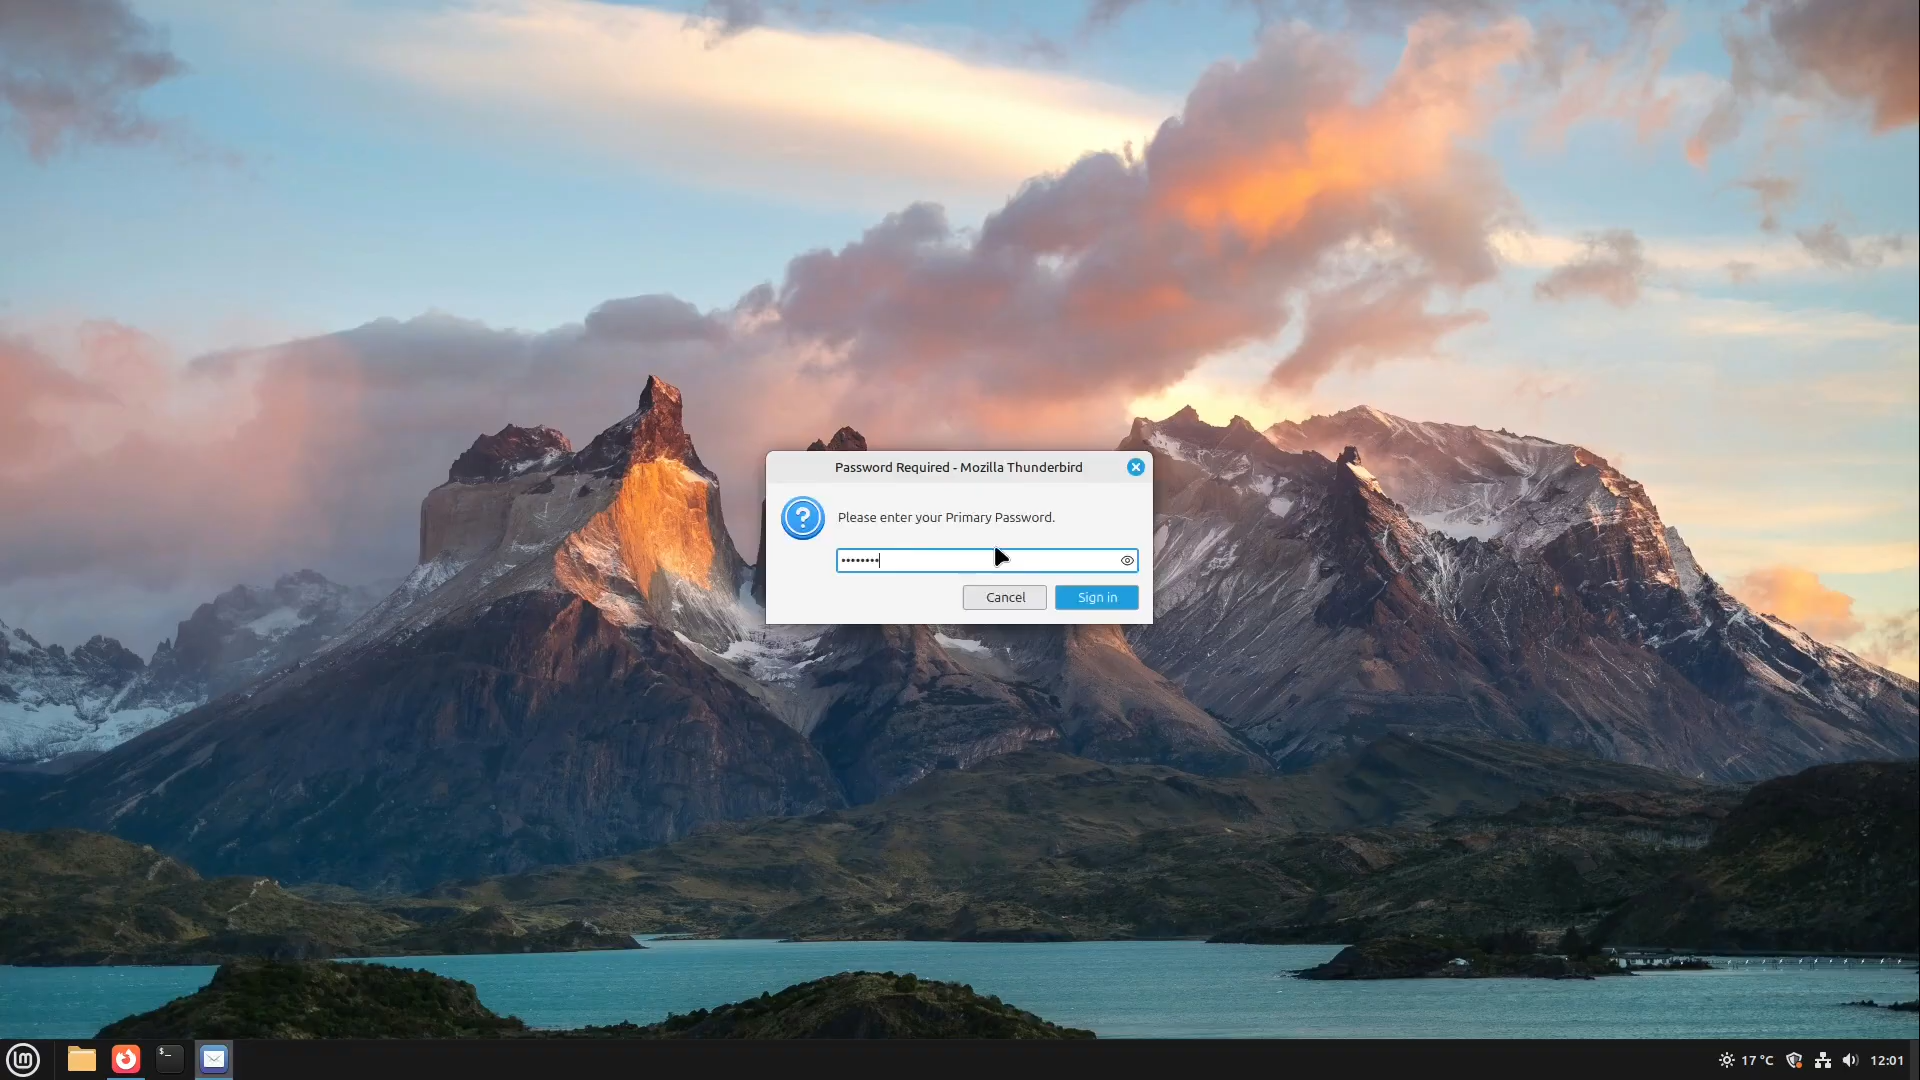 Password Required - Mozilla Thunderbird
Please enter your Primary Password.
••••••••
Cancel
Sign in
17 °C
12:01